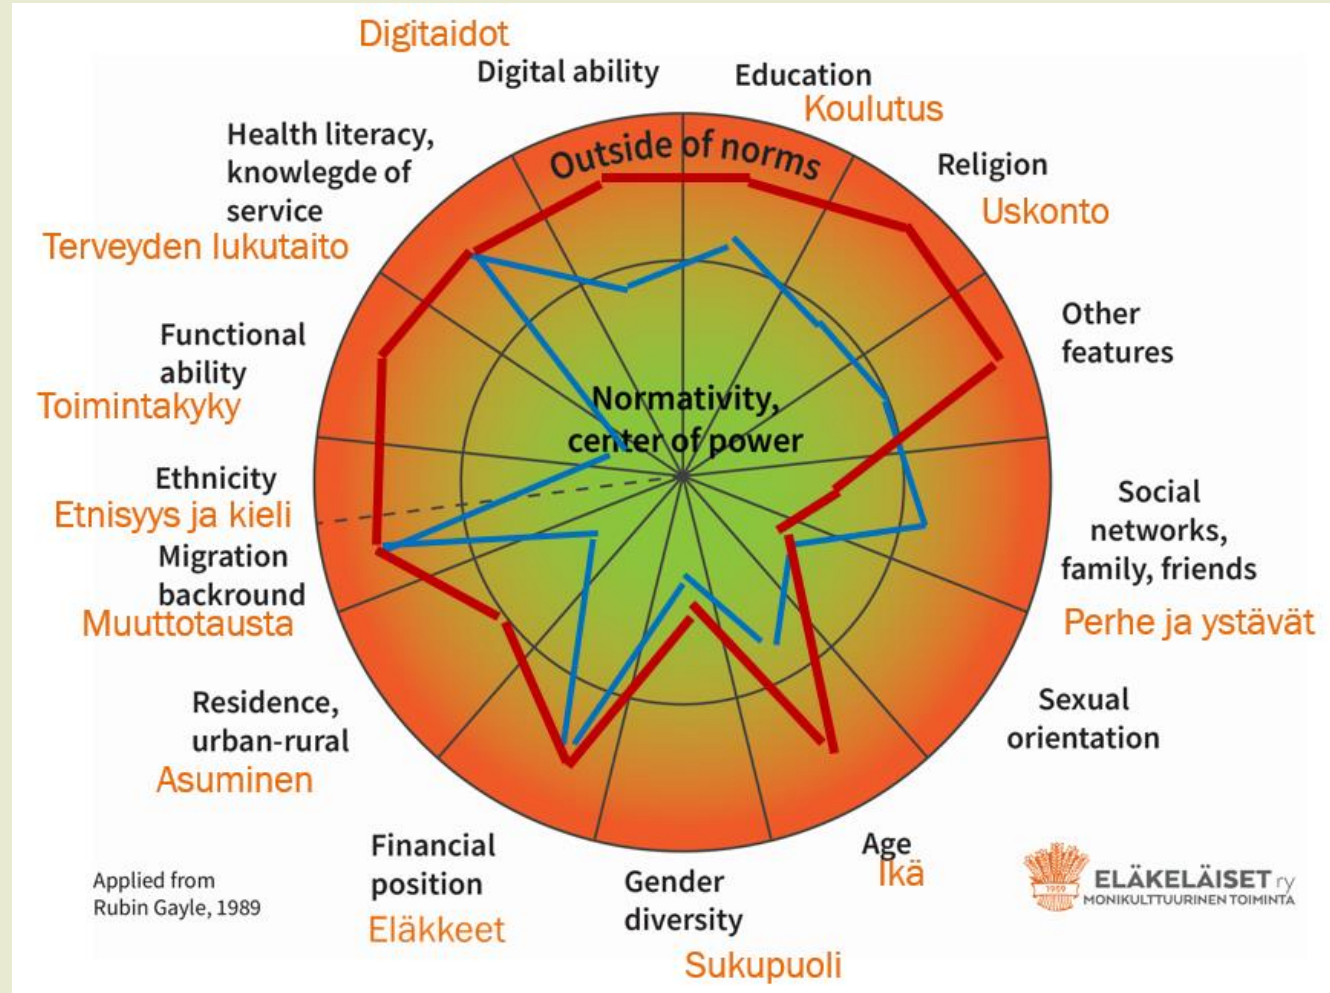 Digitaidot
Digital ability
Education
Koulutus
Health literacy,
knowlegde of
service
Terveyden lukutaito
Outside of norms
Religion
Uskonto
Other
features
Functional
ability
Toimintakyky
Normativity,
center of power
Ethnicity
Etnisyys ja kieli
Migration
backround
Muuttotausta
Social
networks,
family, friends
Perhe ja ystävät
Residence,
urban-rural
Asuminen
Sexual
orientation
Financial
position
Eläkkeet
Gender
diversity
Sukupuoli
Age
Ikä
Applied from
Rubin Gayle, 1989
1959
ELÄKELÄISET ry
MONIKULTTUURINEN TOIMINTA